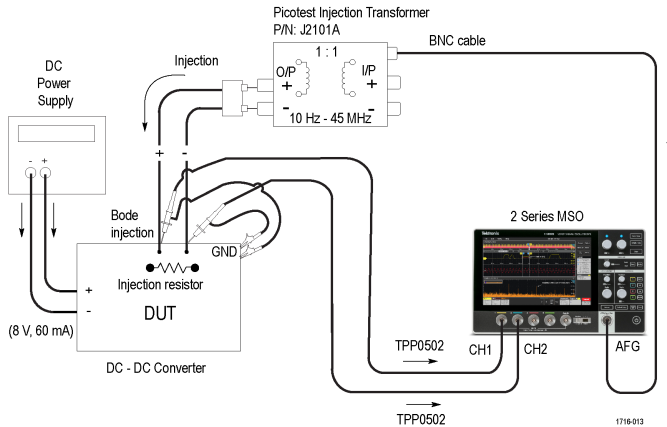 Picotest Injection Transformer
P/N: J2101A
BNC cable
DC
Power
Supply
Injection
1 : 1
O/P
I/P
+
+
-
-
10 Hz - 45 MHz
- +
+ -
Bode
injection
GND
2 Series MSO
Tektronix
Injection resistor
+
-
DUT
(8 V, 60 mA)
DC - DC Converter
TPP0502
CH1
CH2
AFG
TPP0502
1716-013